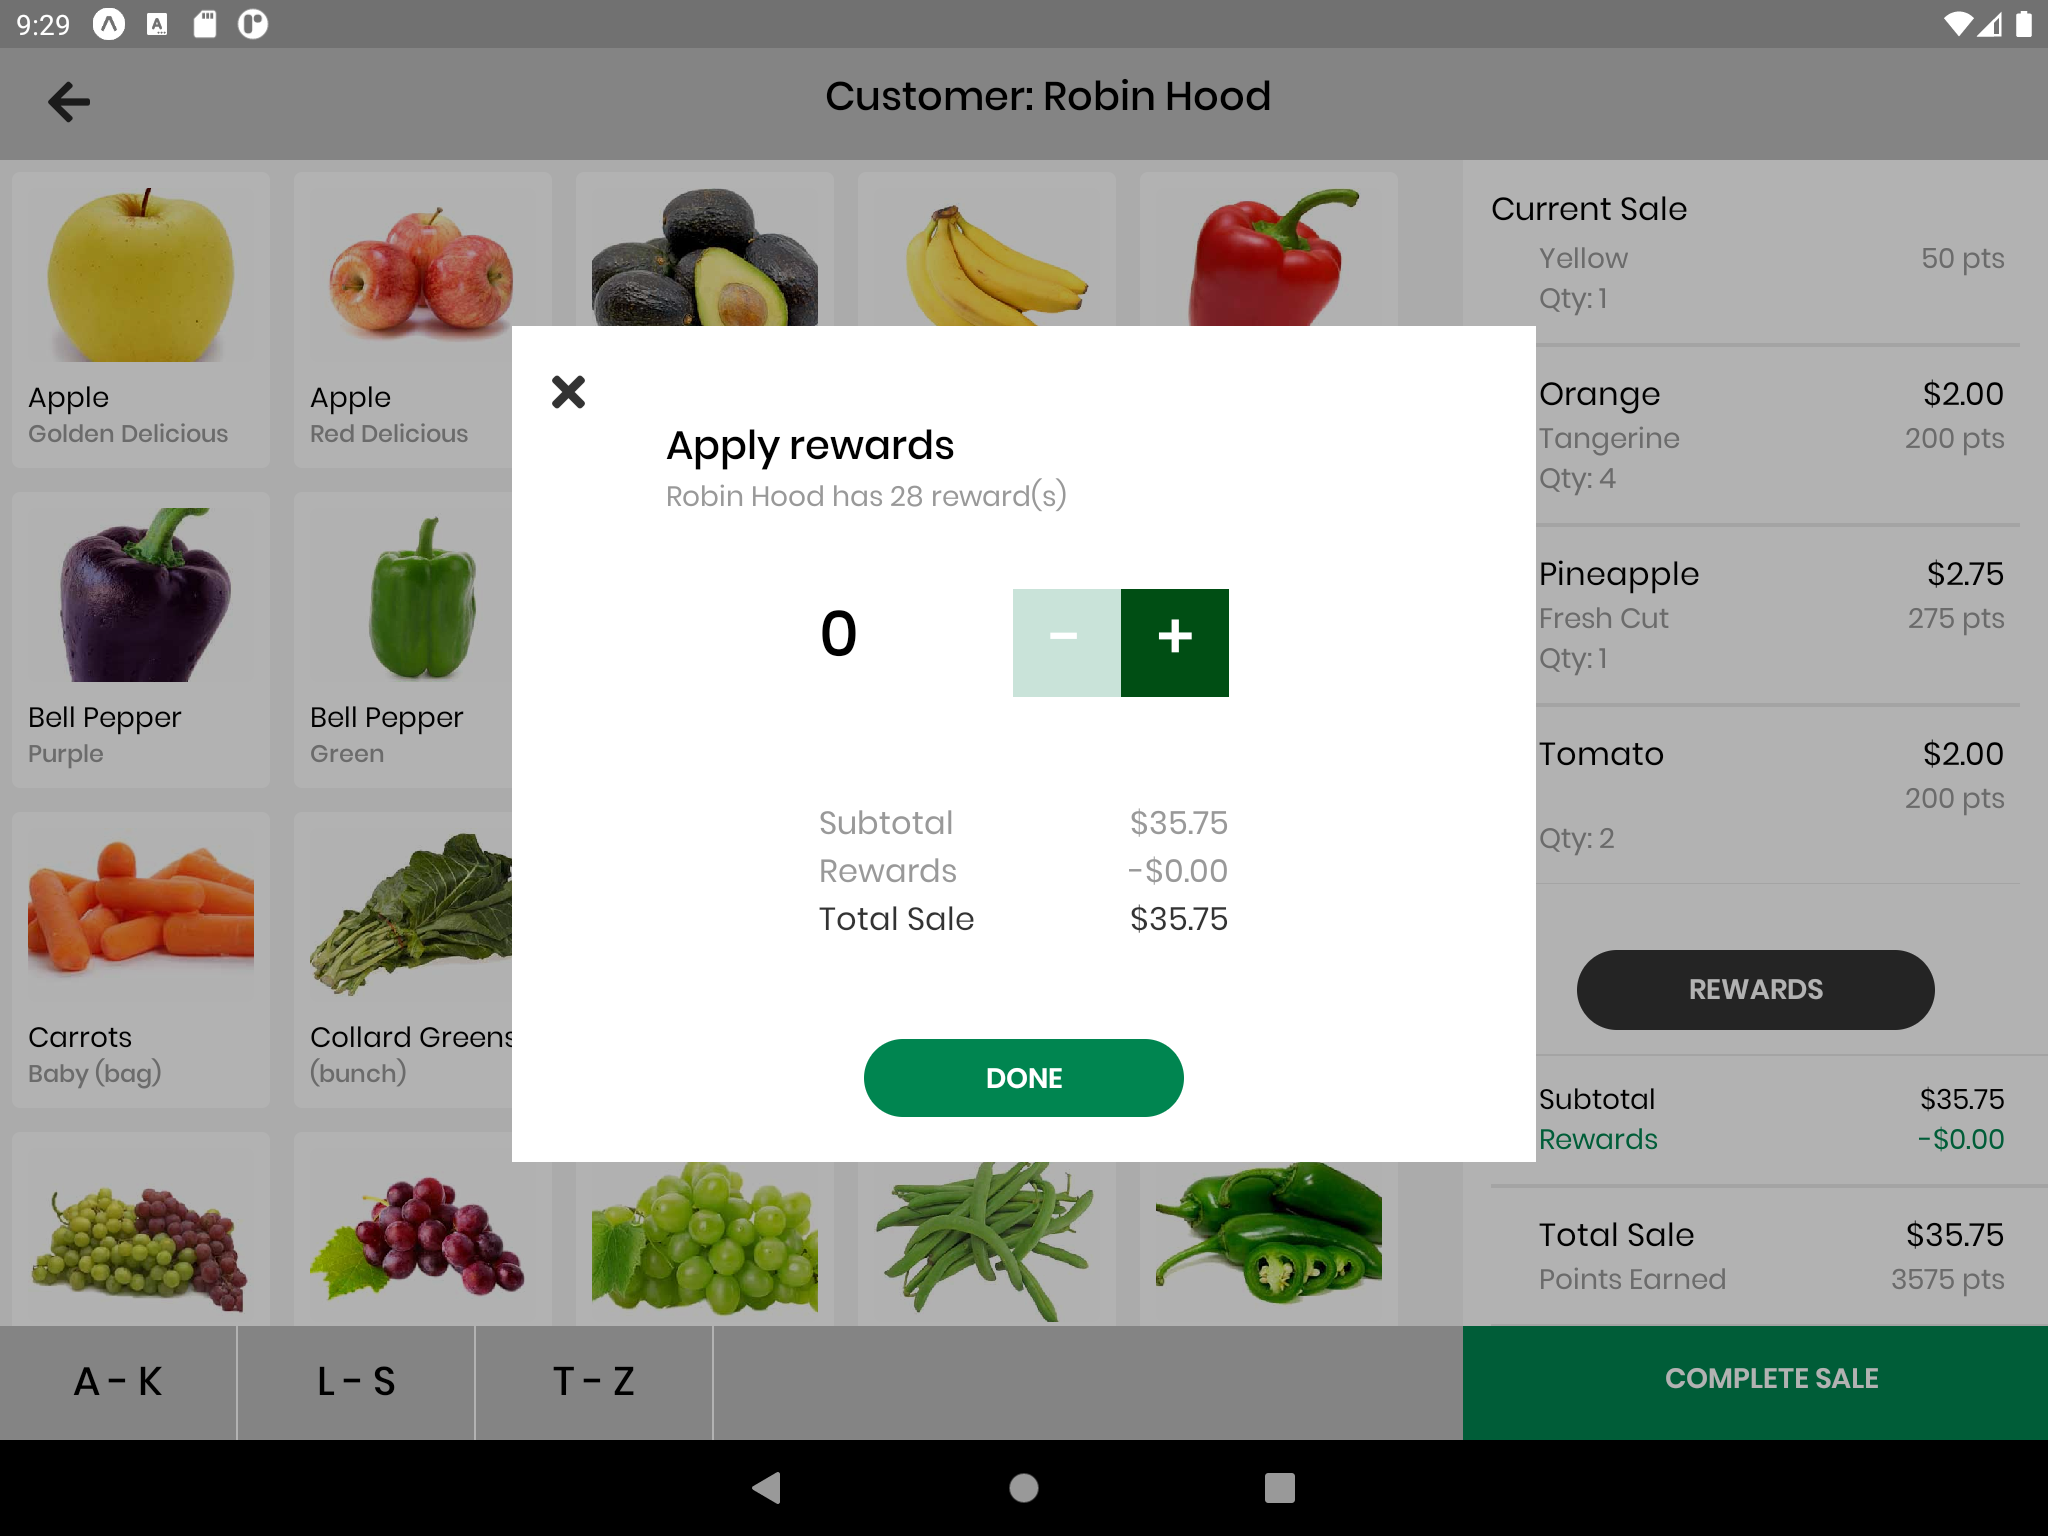 9:29
Customer: Robin Hood
Apple
Golden Delicious
Apple
Red Delicious
Bell Pepper
Purple
Bell Pepper
Green
Carrots
Baby (bag)
Collard Greens
(bunch)
Apply rewards
Robin Hood has 28 reward(s)
0
-
+
Subtotal $35.75
Rewards -$0.00
Total Sale $35.75
DONE
Current Sale
Yellow 50 pts
Qty: 1
Orange $2.00
Tangerine 200 pts
Qty: 4
Pineapple $2.75
Fresh Cut 275 pts
Qty: 1
Tomato $2.00
200 pts
Qty: 2
REWARDS
Subtotal $35.75
Rewards -$0.00
Total Sale $35.75
Points Earned 3575 pts
A - K
L - S
T - Z
COMPLETE SALE